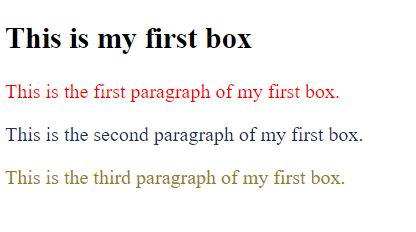 This is my first box
This is the first paragraph of my first box.
This is the second paragraph of my first box.
This is the third paragraph of my first box.